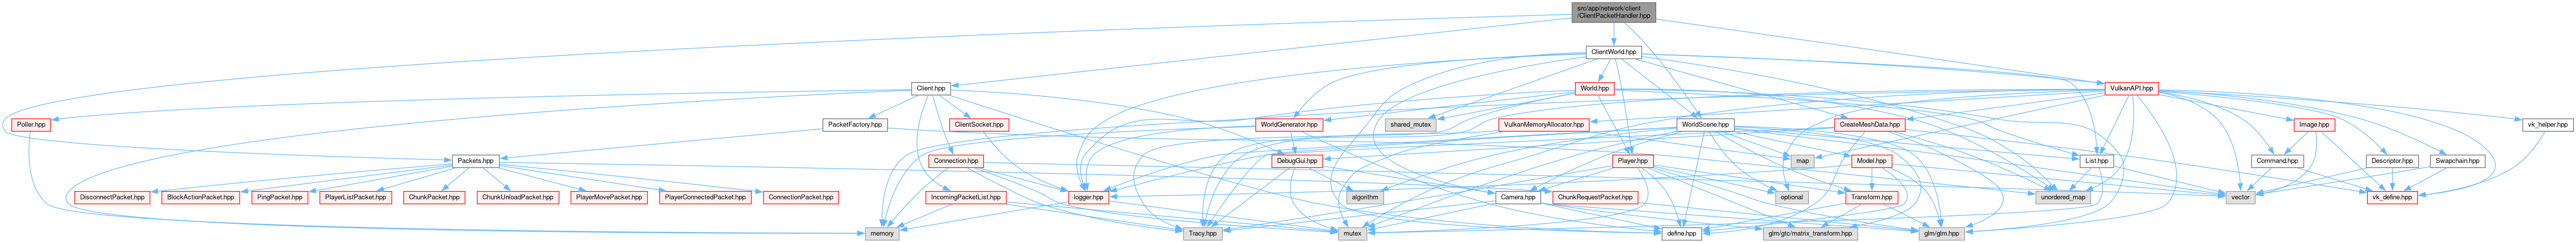 src/app/network/client
/ClientPacketHandler.hpp
ClientWorld.hpp
Client.hpp
World.hpp
VulkanAPI.hpp
Poller.hpp
PacketFactory.hpp
ClientSocket.hpp
WorldGenerator.hpp
shared_mutex
VulkanMemoryAllocator.hpp
WorldScene.hpp
CreateMeshData.hpp
Image.hpp
vk_helper.hpp
Packets.hpp
Connection.hpp
DebugGui.hpp
Player.hpp
map
Model.hpp
List.hpp
Command.hpp
Descriptor.hpp
Swapchain.hpp
DisconnectPacket.hpp
BlockActionPacket.hpp
PingPacket.hpp
PlayerListPacket.hpp
ChunkPacket.hpp
ChunkUnloadPacket.hpp
PlayerMovePacket.hpp
PlayerConnectedPacket.hpp
ConnectionPacket.hpp
IncomingPacketList.hpp
logger.hpp
algorithm
Camera.hpp
ChunkRequestPacket.hpp
optional
Transform.hpp
unordered_map
vector
vk_define.hpp
memory
Tracy.hpp
mutex
define.hpp
glm/gtc/matrix_transform.hpp
glm/glm.hpp